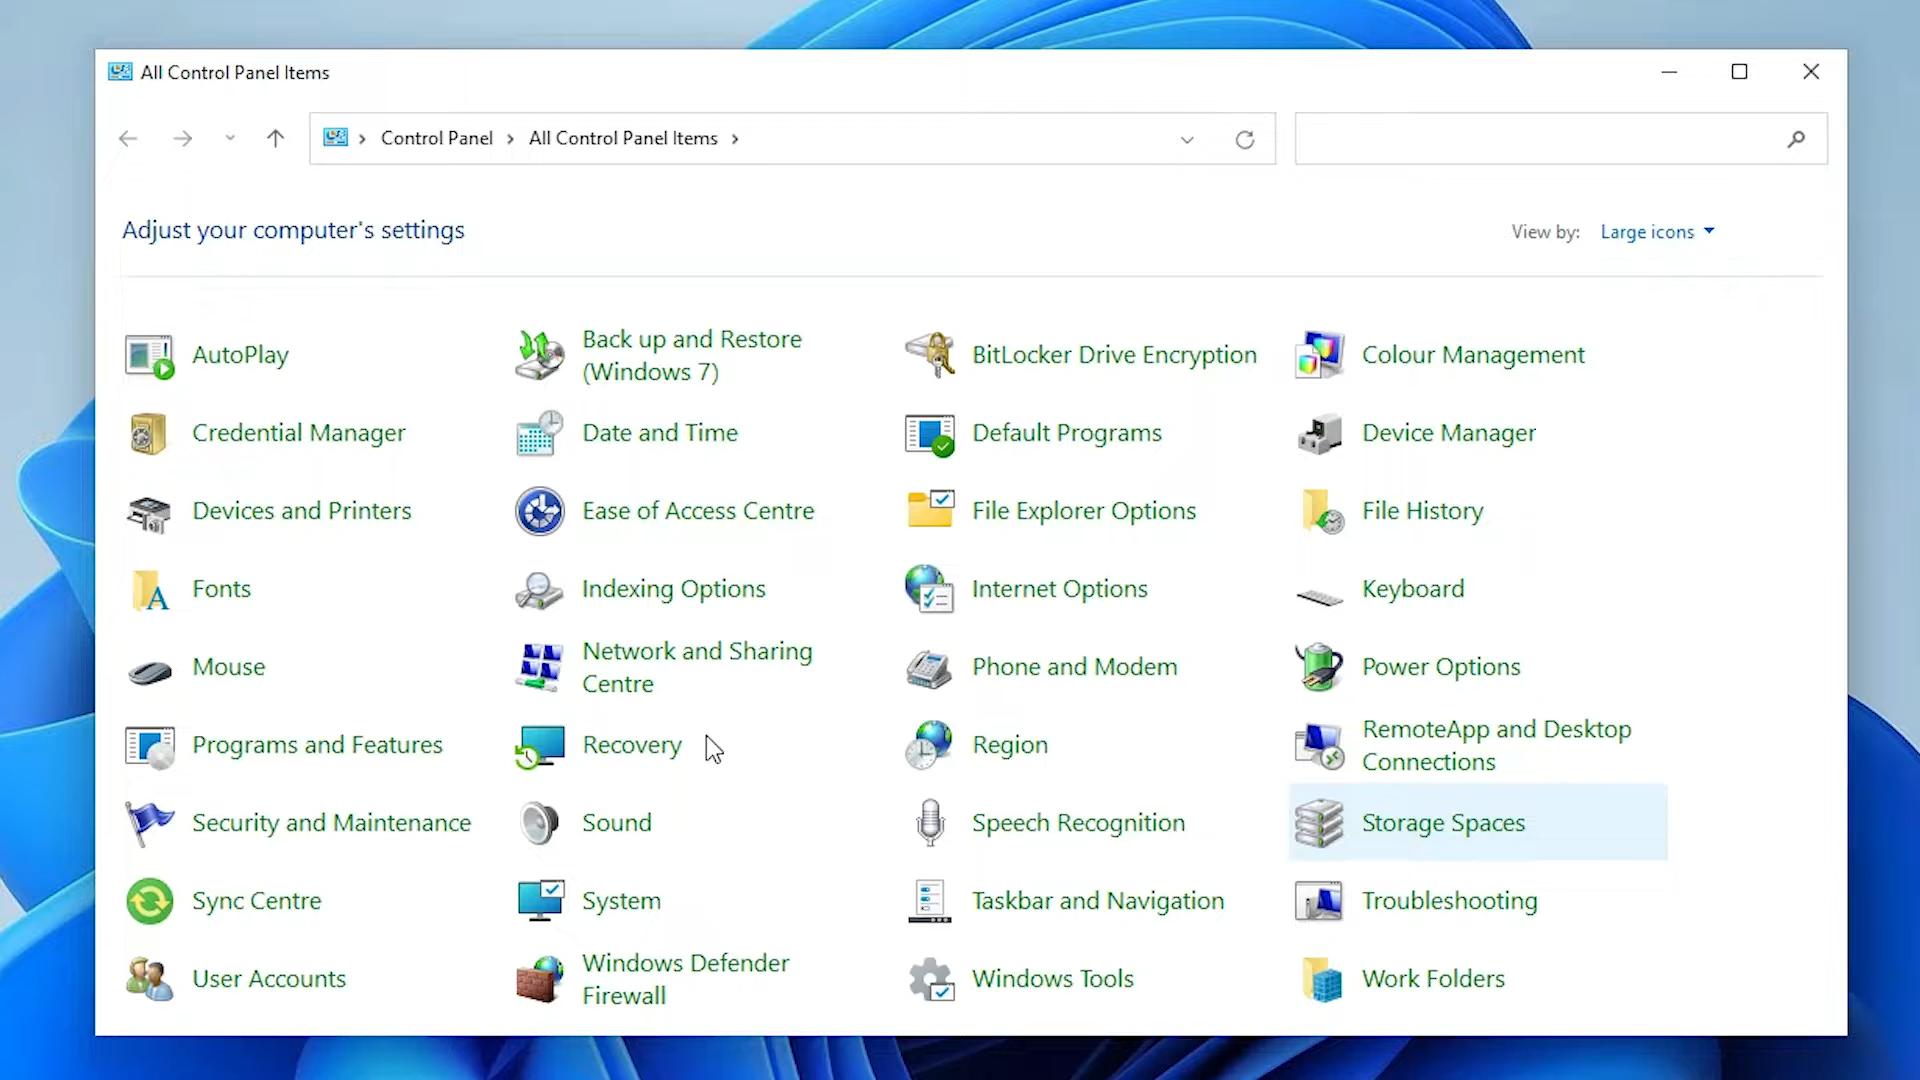 All Control Panel Items
Control Panel All Control Panel Items
Adjust your computer's settings
View by: Large icons
AutoPlay
Back up and Restore
(Windows 7)
BitLocker Drive Encryption
Colour Management
Credential Manager
Date and Time
Default Programs
Device Manager
Devices and Printers
Ease of Access Centre
File Explorer Options
File History
Fonts
Indexing Options
Internet Options
Keyboard
Mouse
Network and Sharing
Centre
Phone and Modem
Power Options
Programs and Features
Recovery
Region
RemoteApp and Desktop
Connections
Security and Maintenance
Sound
Speech Recognition
Storage Spaces
Sync Centre
System
Taskbar and Navigation
Troubleshooting
User Accounts
Windows Defender
Firewall
Windows Tools
Work Folders